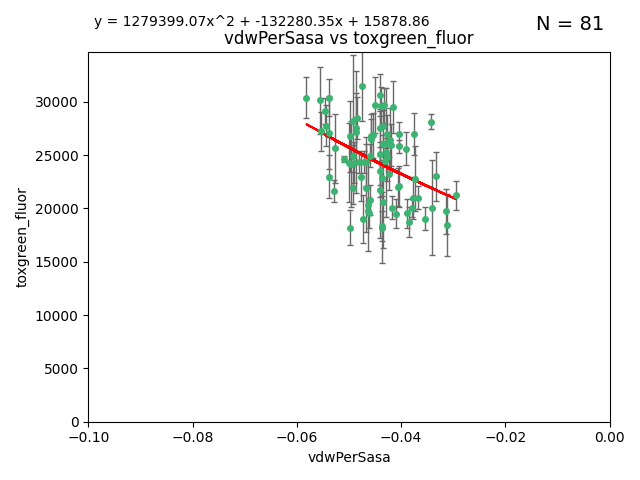 y = 1279399.07x^2 + -132280.35x + 15878.86
N = 81
vdwPerSasa vs toxgreen_fluor
30000
25000
20000
15000
10000
5000
0
toxgreen_fluor
−0.10 −0.08 −0.06 −0.04 −0.02 0.00
vdwPerSasa